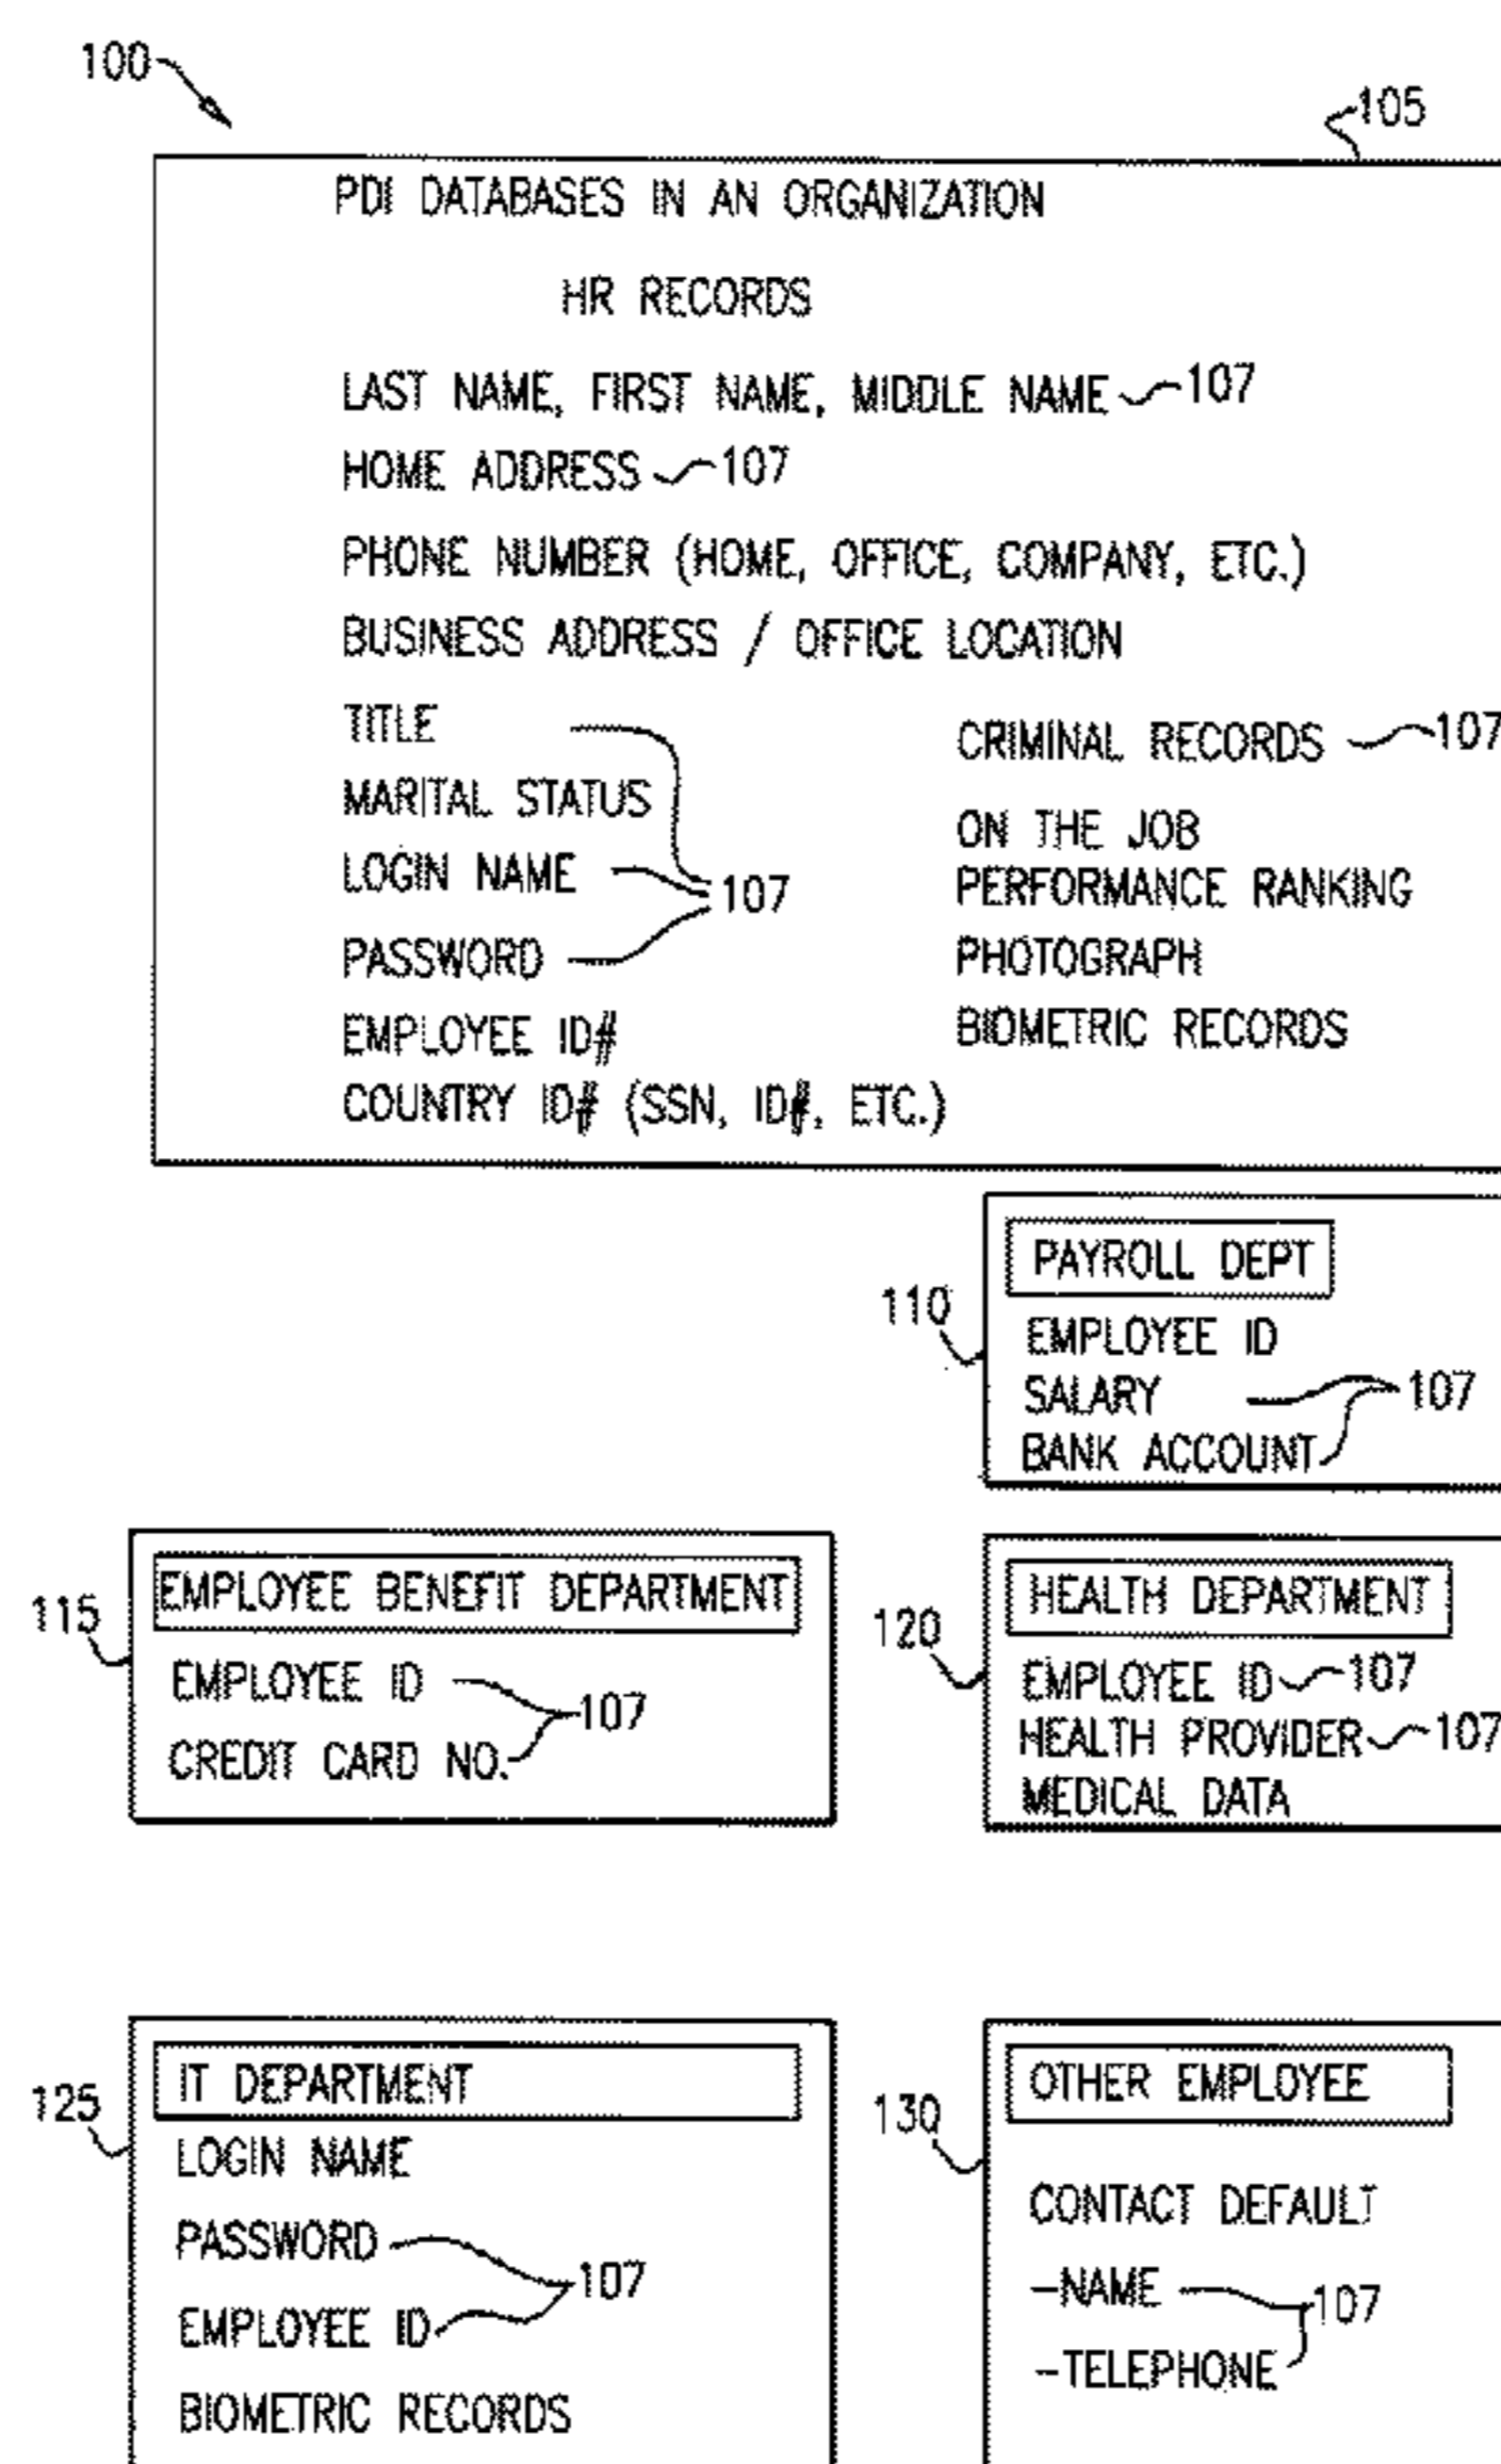 100
105
PDI DATABASES IN AN ORGANIZATION
HR RECORDS
LAST NAME, FIRST NAME, MIDDLE NAME 107
HOME ADDRESS 107
PHONE NUMBER (HOME, OFFICE, COMPANY, ETC.)
BUSINESS ADDRESS / OFFICE LOCATION
TITLE
MARITAL STATUS
LOGIN NAME
107
PASSWORD
EMPLOYEE ID#
COUNTRY ID# (SSN, ID#, ETC.)
CRIMINAL RECORDS 107
ON THE JOB
PERFORMANCE RANKING
PHOTOGRAPH
BIOMETRIC RECORDS
110
PAYROLL DEPT
EMPLOYEE ID
SALARY 107
BANK ACCOUNT
115
EMPLOYEE BENEFIT DEPARTMENT
EMPLOYEE ID
107
CREDIT CARD NO.
120
HEALTH DEPARTMENT
EMPLOYEE ID 107
HEALTH PROVIDER 107
MEDICAL DATA
125
IT DEPARTMENT
LOGIN NAME
PASSWORD
107
EMPLOYEE ID
BIOMETRIC RECORDS
130
OTHER EMPLOYEE
CONTACT DEFAULT
-NAME
107
-TELEPHONE